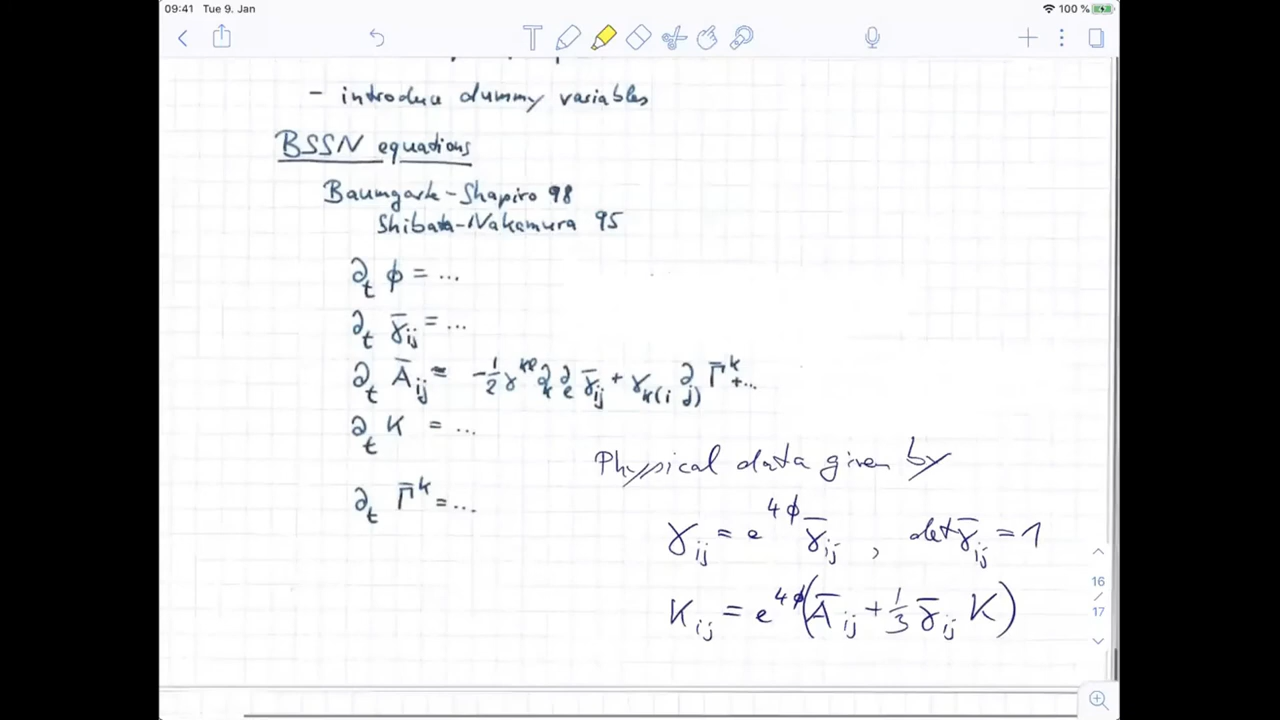 09:41 Tue 9. Jan 100 %
- introduce dummy variables
BSSN equations
Baumgarte-Shapiro 98
Shibata-Nakamura 95
∂_t ϕ = ...
∂_t γ̄_ij = ...
∂_t Ā_ij ≃ -1/2 γ^kl ∂_k ∂_l γ̄_ij + γ_k(i ∂_j) Γ̄^k + ...
∂_t K = ...
∂_t Γ̄^k = ...
Physical data given by
γ_ij = e^4ϕ γ̄_ij , det γ̄_ij = 1
K_ij = e^4ϕ (Ā_ij + 1/3 γ̄_ij K)
16
/
17